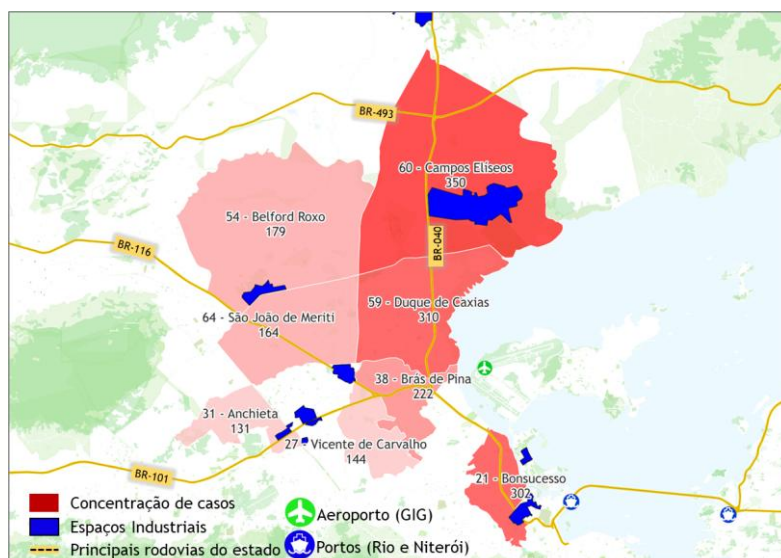 BR-493
60 - Campos Elíseos
350
54 - Belford Roxo
179
BR-116
BR-040
59 - Duque de Caxias
310
64 - São João de Meriti
164
38 - Brás de Pina
222
31 - Anchieta
131
27 - Vicente de Carvalho
144
BR-101
21 - Bonsucesso
302
Concentração de casos
Espaços Industriais
Principais rodovias do estado
Aeroporto (GIG)
Portos (Rio e Niterói)